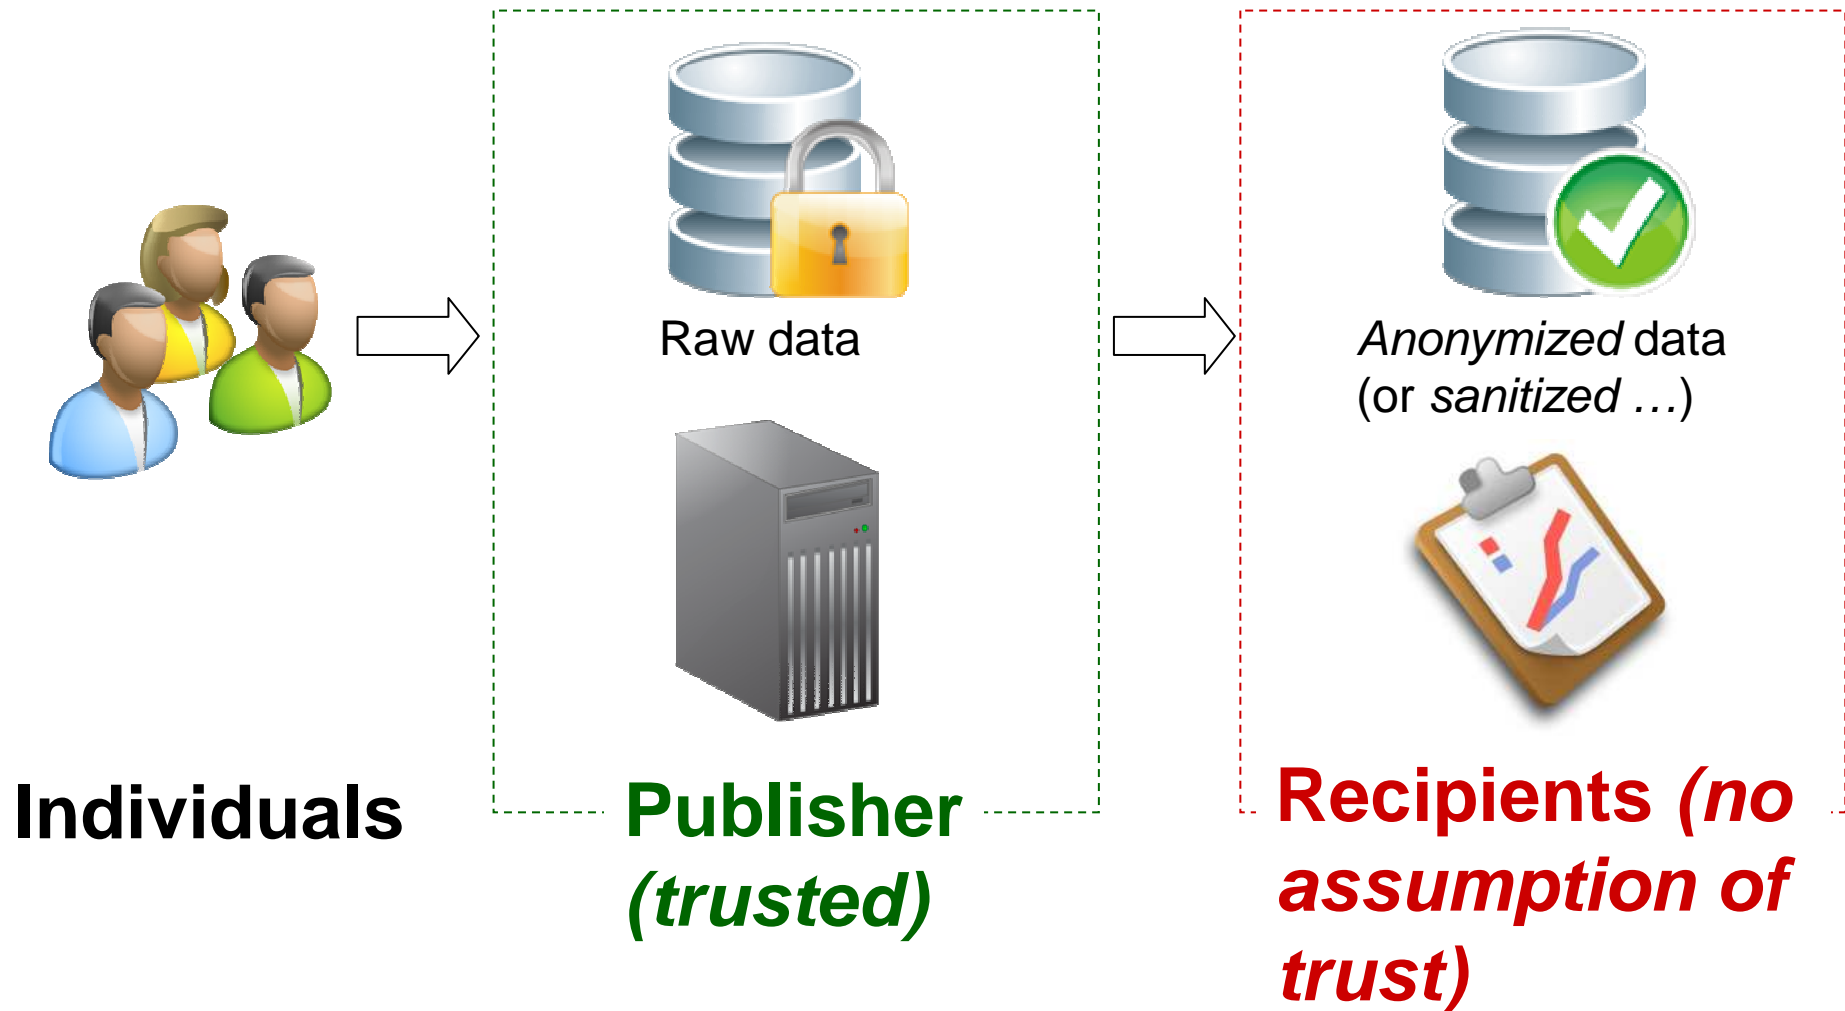 Raw data
Anonymized data
(or sanitized …)
Individuals
Publisher
(trusted)
Recipients (no
assumption of
trust)